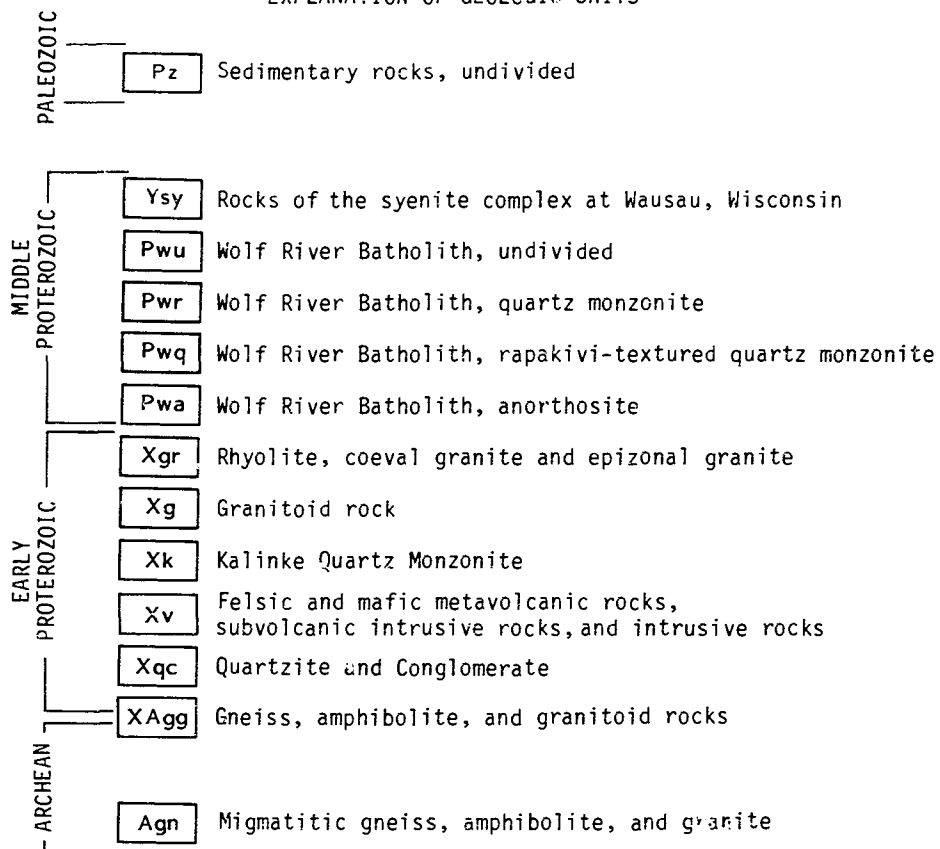 EXPLANATION OF GEOLOGIC UNITS
PALEOZOIC
Pz Sedimentary rocks, undivided
MIDDLE
PROTEROZOIC
Ysy Rocks of the syenite complex at Wausau, Wisconsin
Pwu Wolf River Batholith, undivided
Pwr Wolf River Batholith, quartz monzonite
Pwq Wolf River Batholith, rapakivi-textured quartz monzonite
Pwa Wolf River Batholith, anorthosite
EARLY
PROTEROZOIC
Xgr Rhyolite, coeval granite and epizonal granite
Xg Granitoid rock
Xk Kalinke Quartz Monzonite
Xv Felsic and mafic metavolcanic rocks,
subvolcanic intrusive rocks, and intrusive rocks
Xqc Quartzite and Conglomerate
XAgg Gneiss, amphibolite, and granitoid rocks
ARCHEAN
Agn Migmatitic gneiss, amphibolite, and granite